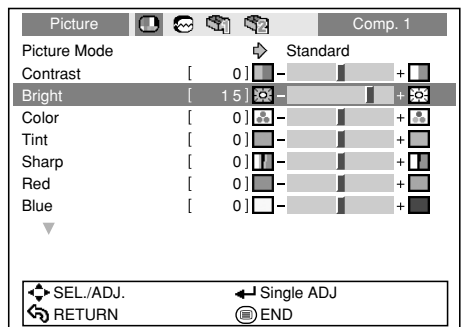 Picture Comp. 1
Picture Mode Standard
Contrast [ 0] - +
Bright [ 15] - +
Color [ 0] - +
Tint [ 0] - +
Sharp [ 0] - +
Red [ 0] - +
Blue [ 0] - +
SEL./ADJ. Single ADJ
RETURN END